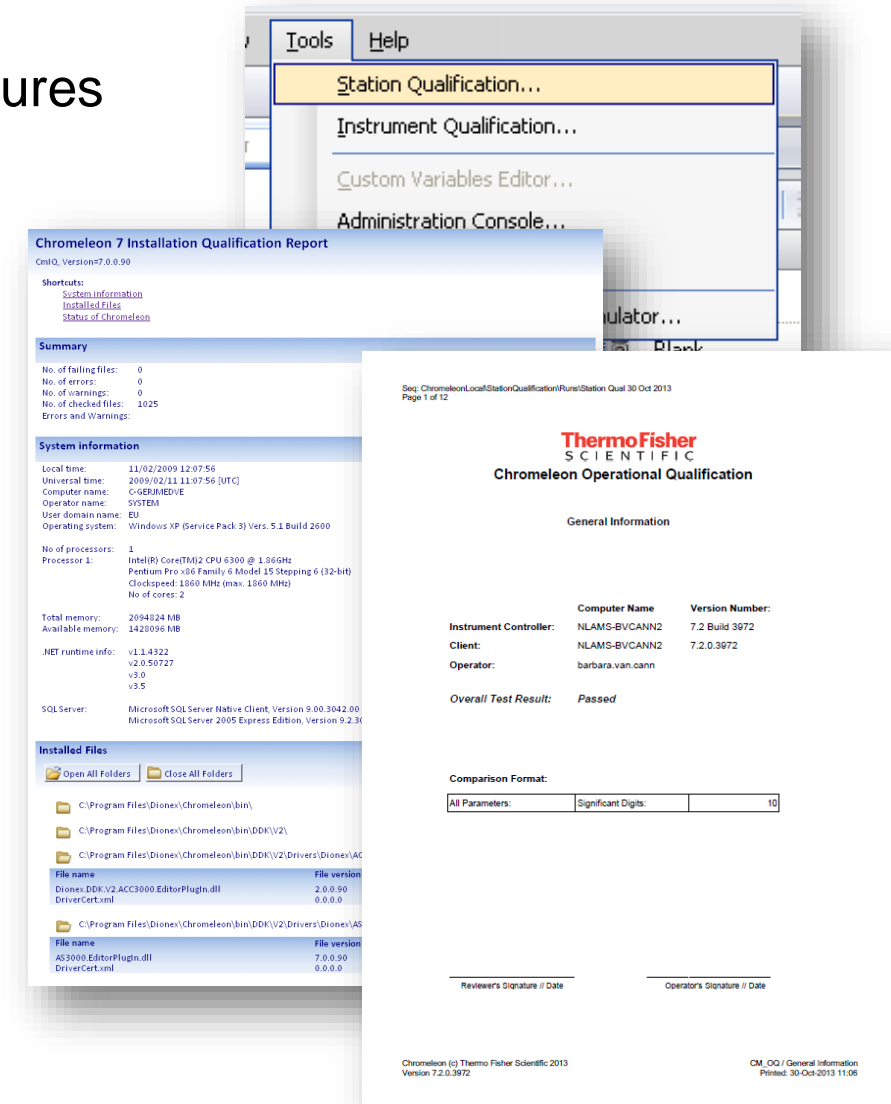 ures
Tools Help
Station Qualification...
Instrument Qualification...
Custom Variables Editor...
Administration Console...
ulator...
Blank
Chromeleon 7 Installation Qualification Report
CmIQ, Version=7.0.0.90
Shortcuts:
System information
Installed Files
Status of Chromeleon
Summary
No. of failing files: 0
No. of errors: 0
No. of warnings: 0
No. of checked files: 1025
Errors and Warnings:
System information
Local time: 11/02/2009 12:07:56
Universal time: 2009/02/11 11:07:56 [UTC]
Computer name: C-GERJMEDVE
Operator name: SYSTEM
User domain name: EU
Operating system: Windows XP (Service Pack 3) Vers. 5.1 Build 2600
No of processors: 1
Processor 1: Intel(R) Core(TM)2 CPU 6300 @ 1.86GHz
Pentium Pro x86 Family 6 Model 15 Stepping 6 (32-bit)
Clockspeed: 1860 MHz (max. 1860 MHz)
No of cores: 2
Total memory: 2094824 MB
Available memory: 1428096 MB
.NET runtime info: v1.1.4322
v2.0.50727
v3.0
v3.5
SQL Server: Microsoft SQL Server Native Client, Version 9.00.3042.00
Microsoft SQL Server 2005 Express Edition, Version 9.2.30
Installed Files
Open All Folders Close All Folders
C:\Program Files\Dionex\Chromeleon\bin\
C:\Program Files\Dionex\Chromeleon\bin\DDK\V2\
C:\Program Files\Dionex\Chromeleon\bin\DDK\V2\Drivers\Dionex\AC
File name File version
Dionex.DDK.V2.ACC3000.EditorPlugIn.dll 2.0.0.90
DriverCert.xml 0.0.0.0
C:\Program Files\Dionex\Chromeleon\bin\DDK\V2\Drivers\Dionex\AS
File name File version
AS3000.EditorPlugIn.dll 7.0.0.90
DriverCert.xml 0.0.0.0
Seq: ChromeleonLocal\StationQualification\Runs\Station Qual 30 Oct 2013
Page 1 of 12
ThermoFisher
SCIENTIFIC
Chromeleon Operational Qualification
General Information
Computer Name Version Number:
Instrument Controller: NLAMS-BVCANN2 7.2 Build 3972
Client: NLAMS-BVCANN2 7.2.0.3972
Operator: barbara.van.cann
Overall Test Result: Passed
Comparison Format:
All Parameters: Significant Digits: 10
Reviewer's Signature // Date Operator's Signature // Date
Chromeleon (c) Thermo Fisher Scientific 2013 CM_OQ / General Information
Version 7.2.0.3972 Printed: 30-Oct-2013 11:06